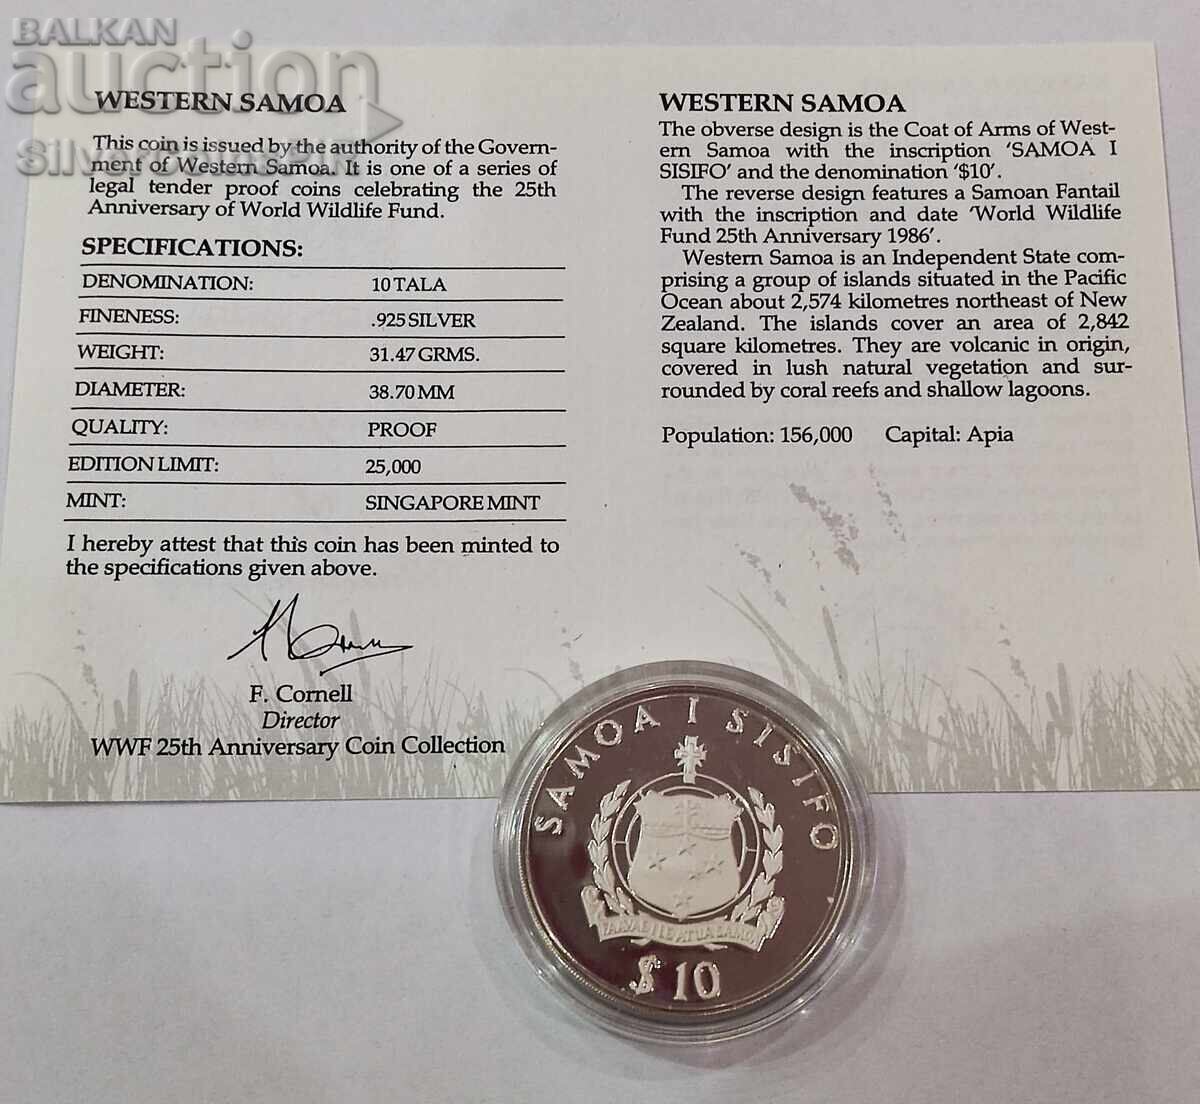 BALKAN
auction
WESTERN SAMOA
This coin is issued by the authority of the Govern-
ment of Western Samoa. It is one of a series of
legal tender proof coins celebrating the 25th
Anniversary of World Wildlife Fund.
SPECIFICATIONS:
DENOMINATION: 10 TALA
FINENESS: .925 SILVER
WEIGHT: 31.47 GRMS.
DIAMETER: 38.70 MM
QUALITY: PROOF
EDITION LIMIT: 25,000
MINT: SINGAPORE MINT
I hereby attest that this coin has been minted to
the specifications given above.
F. Cornell
Director
WWF 25th Anniversary Coin Collection
WESTERN SAMOA
The obverse design is the Coat of Arms of West-
ern Samoa with the inscription 'SAMOA I
SISIFO' and the denomination '$10'.
The reverse design features a Samoan Fantail
with the inscription and date 'World Wildlife
Fund 25th Anniversary 1986'.
Western Samoa is an Independent State com-
prising a group of islands situated in the Pacific
Ocean about 2,574 kilometres northeast of New
Zealand. The islands cover an area of 2,842
square kilometres. They are volcanic in origin,
covered in lush natural vegetation and sur-
rounded by coral reefs and shallow lagoons.
Population: 156,000 Capital: Apia
SAMOA I SISIFO
FAAVAE I LE ATUA SAMOA
$10